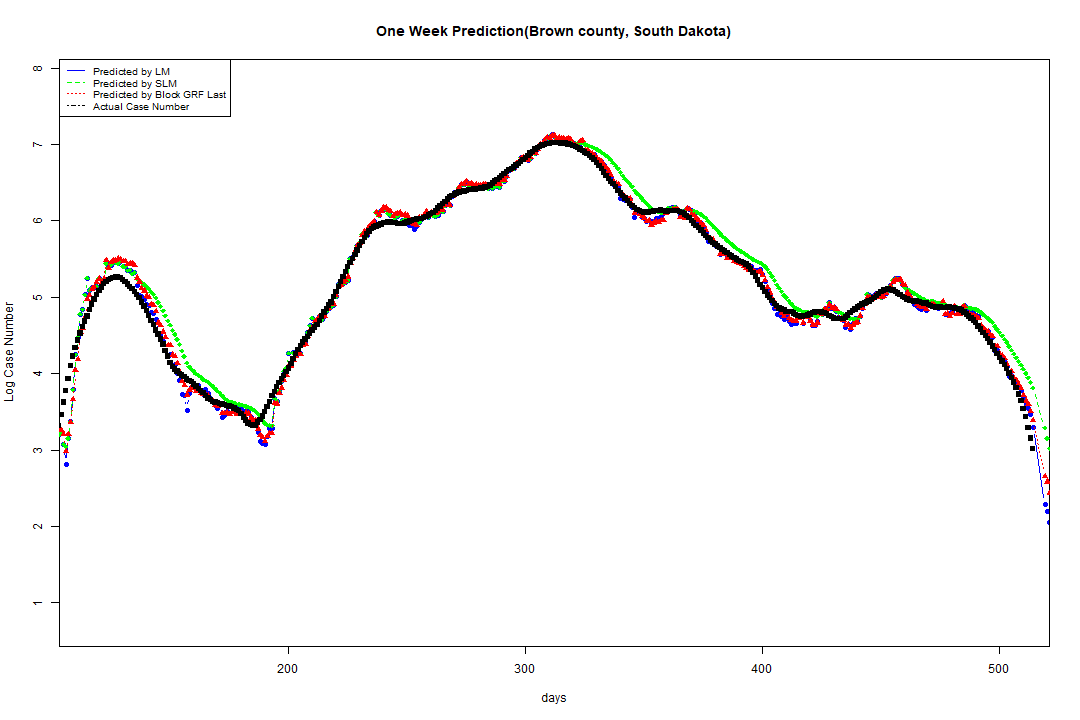 One Week Prediction(Brown county, South Dakota)
Predicted by LM
Predicted by SLM
Predicted by Block GRF Last
Actual Case Number
8
7
6
5
4
3
2
1
Log Case Number
200 300 400 500
days